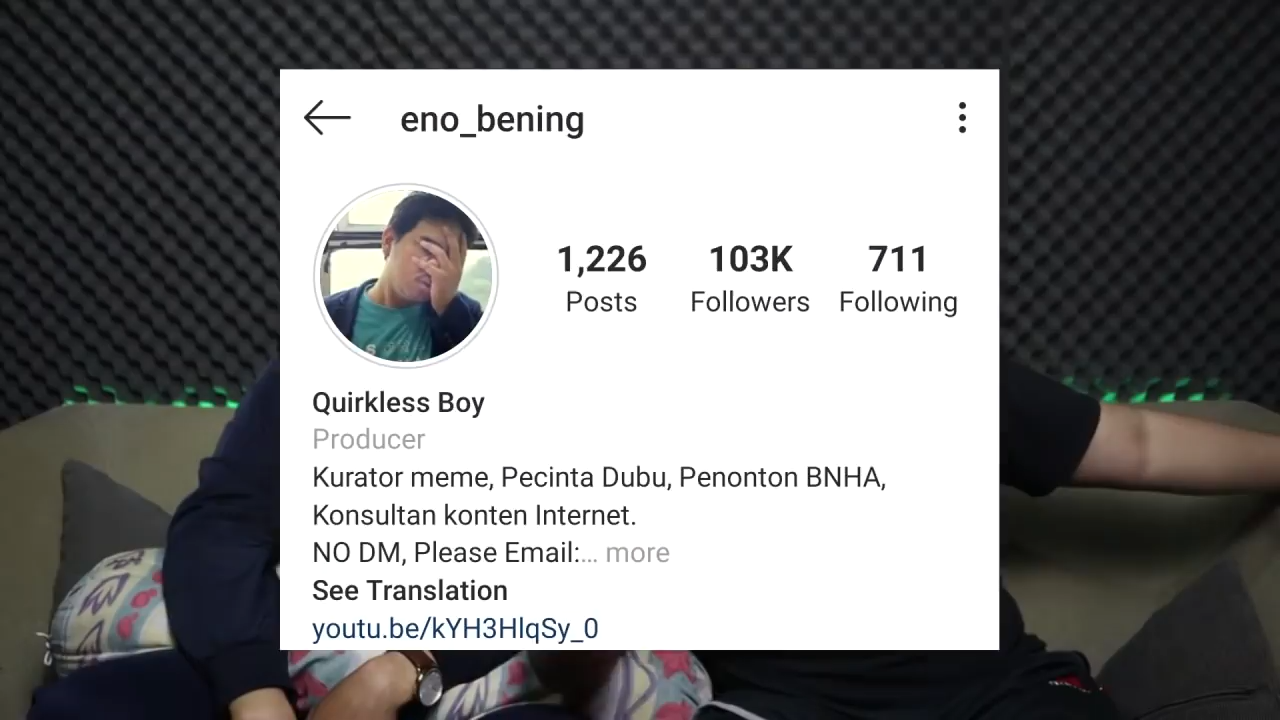 eno_bening
1,226 103K 711
Posts Followers Following
Quirkless Boy
Producer
Kurator meme, Pecinta Dubu, Penonton BNHA,
Konsultan konten Internet.
NO DM, Please Email:... more
See Translation
youtu.be/kYH3HlqSy_0